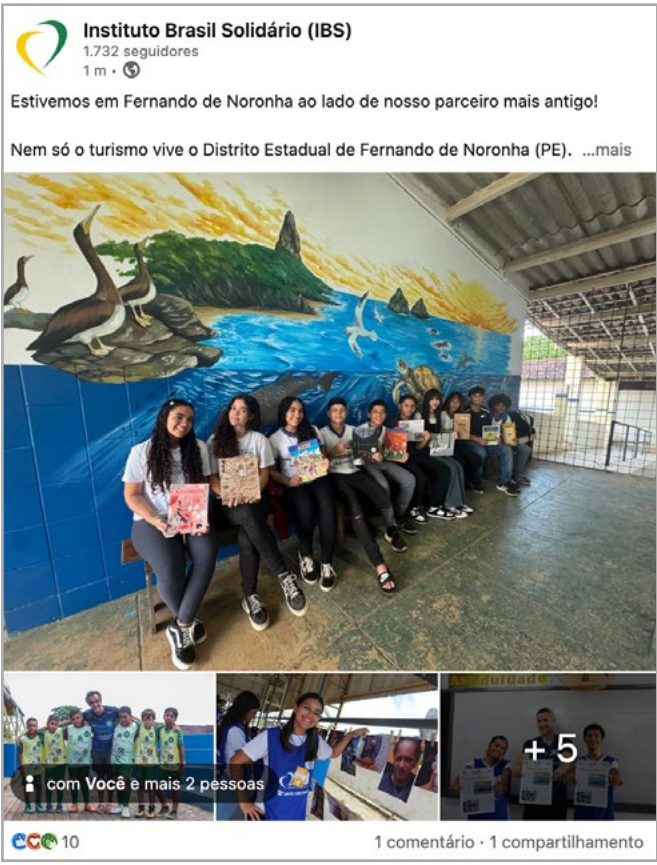 Instituto Brasil Solidário (IBS)
1.732 seguidores
1 m •
Estivemos em Fernando de Noronha ao lado de nosso parceiro mais antigo!
Nem só o turismo vive o Distrito Estadual de Fernando de Noronha (PE). ...mais
+ 5
com Você e mais 2 pessoas
10
1 comentário · 1 compartilhamento